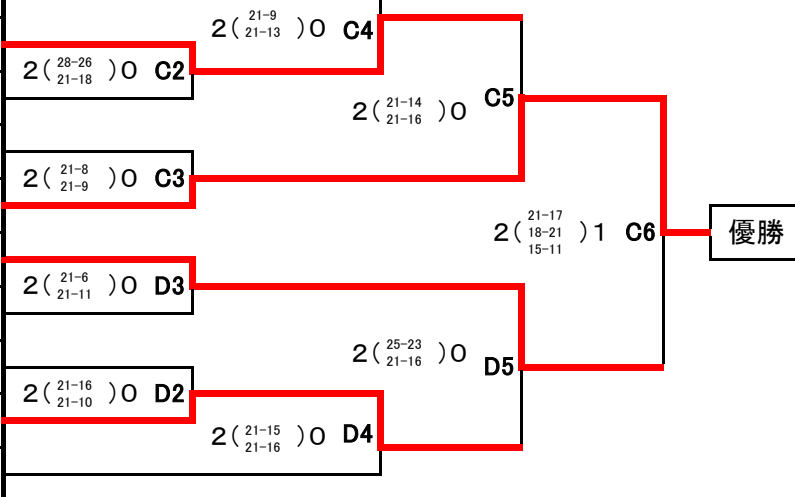 2( 21-9 )0 C4
21-13
2( 28-26 )0 C2
21-18
2( 21-14 )0 C5
21-16
2( 21-8 )0 C3
21-9
2( 21-17 )1 C6
18-21
15-11
優勝
2( 21-6 )0 D3
21-11
2( 25-23 )0 D5
21-16
2( 21-16 )0 D2
21-10
2( 21-15 )0 D4
21-16